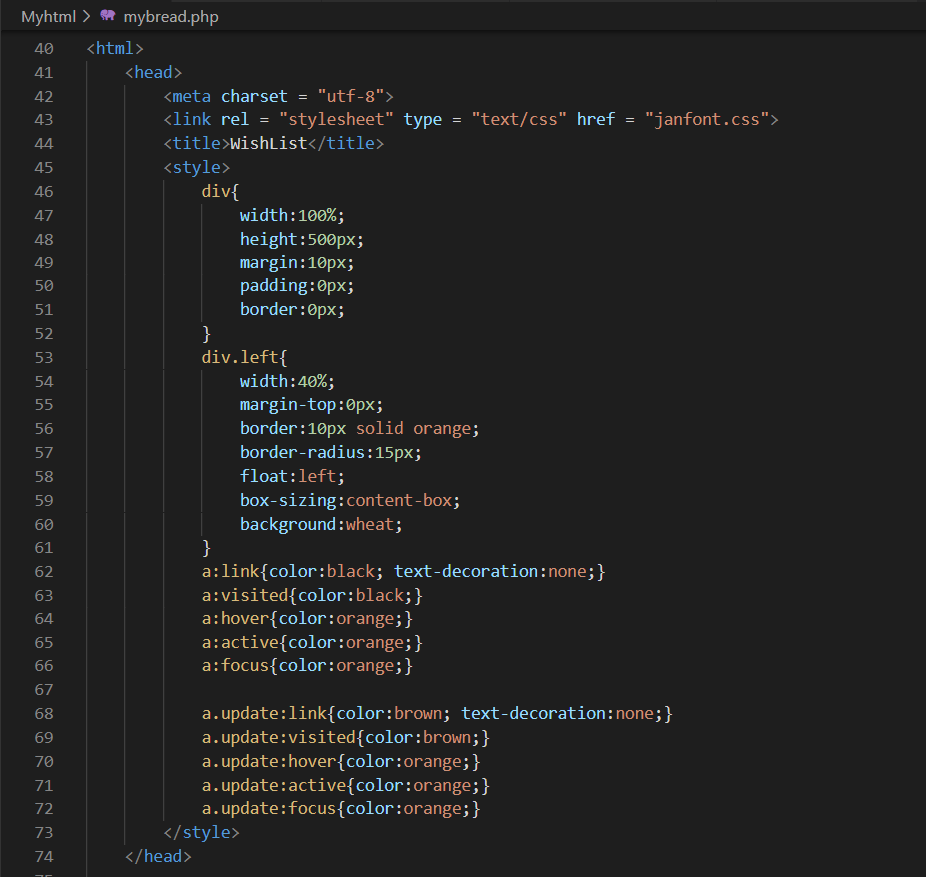 Myhtml > mybread.php
40 <html>
41 <head>
42 <meta charset = "utf-8">
43 <link rel = "stylesheet" type = "text/css" href = "janfont.css">
44 <title>WishList</title>
45 <style>
46 div{
47 width:100%;
48 height:500px;
49 margin:10px;
50 padding:0px;
51 border:0px;
52 }
53 div.left{
54 width:40%;
55 margin-top:0px;
56 border:10px solid orange;
57 border-radius:15px;
58 float:left;
59 box-sizing:content-box;
60 background:wheat;
61 }
62 a:link{color:black; text-decoration:none;}
63 a:visited{color:black;}
64 a:hover{color:orange;}
65 a:active{color:orange;}
66 a:focus{color:orange;}
67
68 a.update:link{color:brown; text-decoration:none;}
69 a.update:visited{color:brown;}
70 a.update:hover{color:orange;}
71 a.update:active{color:orange;}
72 a.update:focus{color:orange;}
73 </style>
74 </head>